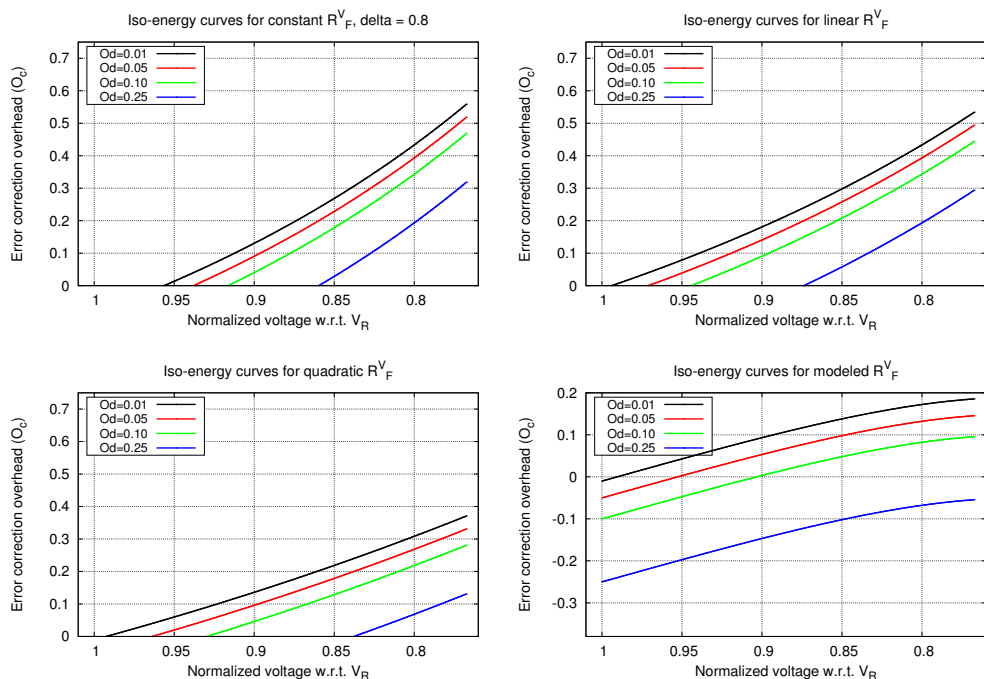 Iso-energy curves for constant R^V_F, delta = 0.8
Error correction overhead (O_c)
0.7
0.6
0.5
0.4
0.3
0.2
0.1
0
Od=0.01
Od=0.05
Od=0.10
Od=0.25
1 0.95 0.9 0.85 0.8
Normalized voltage w.r.t. V_R
Iso-energy curves for linear R^V_F
Error correction overhead (O_c)
0.7
0.6
0.5
0.4
0.3
0.2
0.1
0
Od=0.01
Od=0.05
Od=0.10
Od=0.25
1 0.95 0.9 0.85 0.8
Normalized voltage w.r.t. V_R
Iso-energy curves for quadratic R^V_F
Error correction overhead (O_c)
0.7
0.6
0.5
0.4
0.3
0.2
0.1
0
Od=0.01
Od=0.05
Od=0.10
Od=0.25
1 0.95 0.9 0.85 0.8
Normalized voltage w.r.t. V_R
Iso-energy curves for modeled R^V_F
Error correction overhead (O_c)
0.2
0.1
0
-0.1
-0.2
-0.3
Od=0.01
Od=0.05
Od=0.10
Od=0.25
1 0.95 0.9 0.85 0.8
Normalized voltage w.r.t. V_R